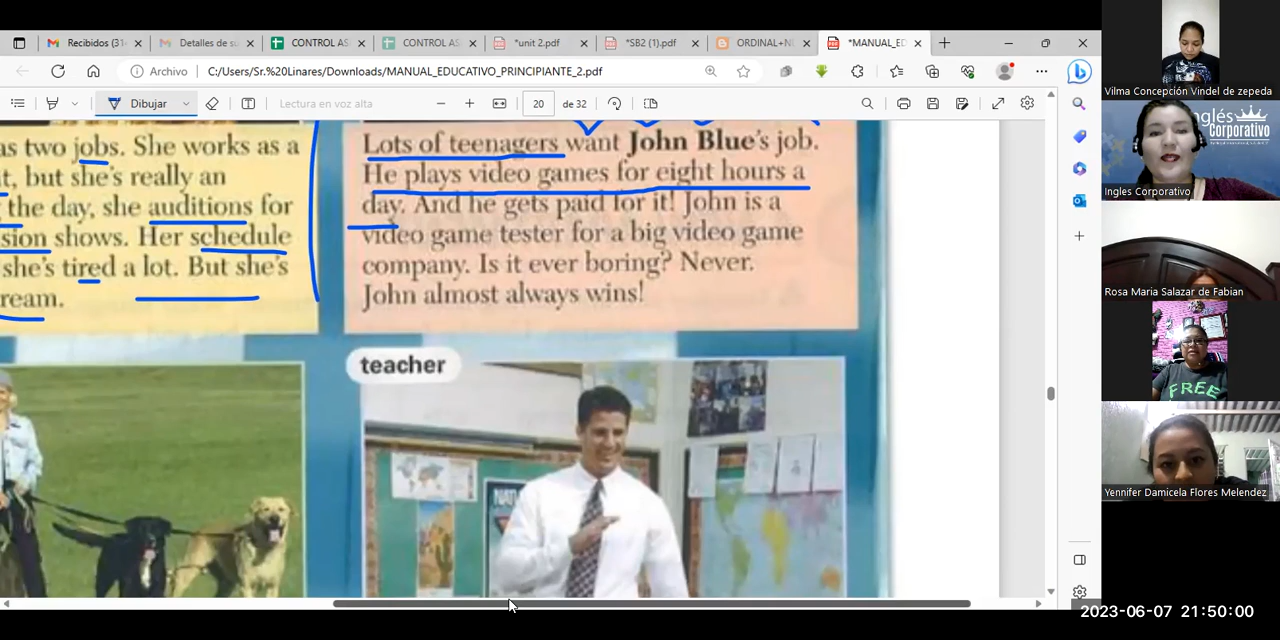 Recibidos (31
Detalles de su
CONTROL AS
CONTROL AS
*unit 2.pdf
*SB2 (1).pdf
ORDINAL+N
*MANUAL_ED
Archivo
C:/Users/Sr.%20Linares/Downloads/MANUAL_EDUCATIVO_PRINCIPIANTE_2.pdf
Dibujar
Lectura en voz alta
20
de 32
as two jobs. She works as a
t, but she's really an
the day, she auditions for
sion shows. Her schedule
she's tired a lot. But she's
ream.
Lots of teenagers want John Blue's job.
He plays video games for eight hours a
day. And he gets paid for it! John is a
video game tester for a big video game
company. Is it ever boring? Never.
John almost always wins!
teacher
NAT
Vilma Concepción Vindel de zepeda
nglés
Corporativo
Ingles Corporativo
Rosa Maria Salazar de Fabian
FREE
Yennifer Damicela Flores Melendez
2023-06-07 21:50:00